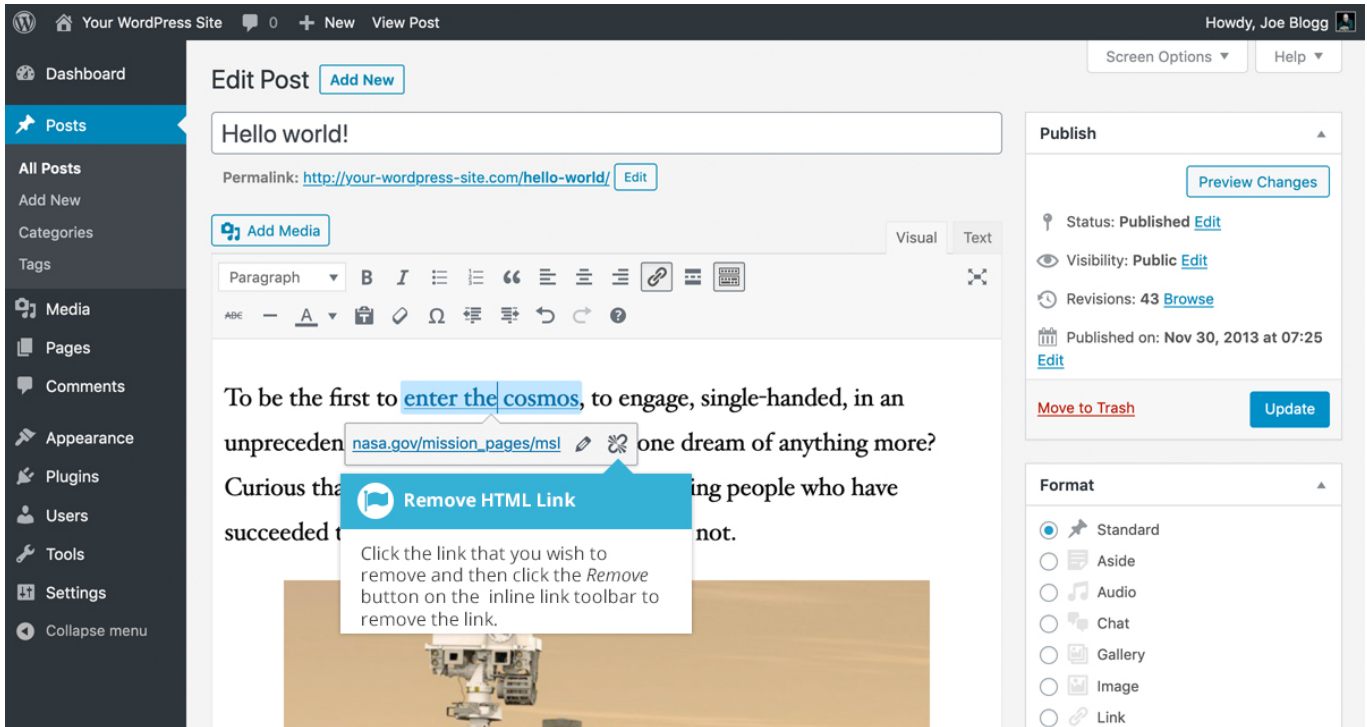 Your WordPress Site 0 + New View Post Howdy, Joe Blogg
Screen Options Help
Dashboard
Posts
All Posts
Add New
Categories
Tags
Media
Pages
Comments
Appearance
Plugins
Users
Tools
Settings
Collapse menu
Edit Post Add New
Hello world!
Permalink: http://your-wordpress-site.com/hello-world/ Edit
Add Media
Visual Text
Paragraph B I
ABC A Ω
To be the first to enter the cosmos, to engage, single-handed, in an
unpreceden nasa.gov/mission_pages/msl one dream of anything more?
Curious tha ing people who have
succeeded t not.
Remove HTML Link
Click the link that you wish to
remove and then click the Remove
button on the inline link toolbar to
remove the link.
Publish
Preview Changes
Status: Published Edit
Visibility: Public Edit
Revisions: 43 Browse
Published on: Nov 30, 2013 at 07:25
Edit
Move to Trash Update
Format
Standard
Aside
Audio
Chat
Gallery
Image
Link